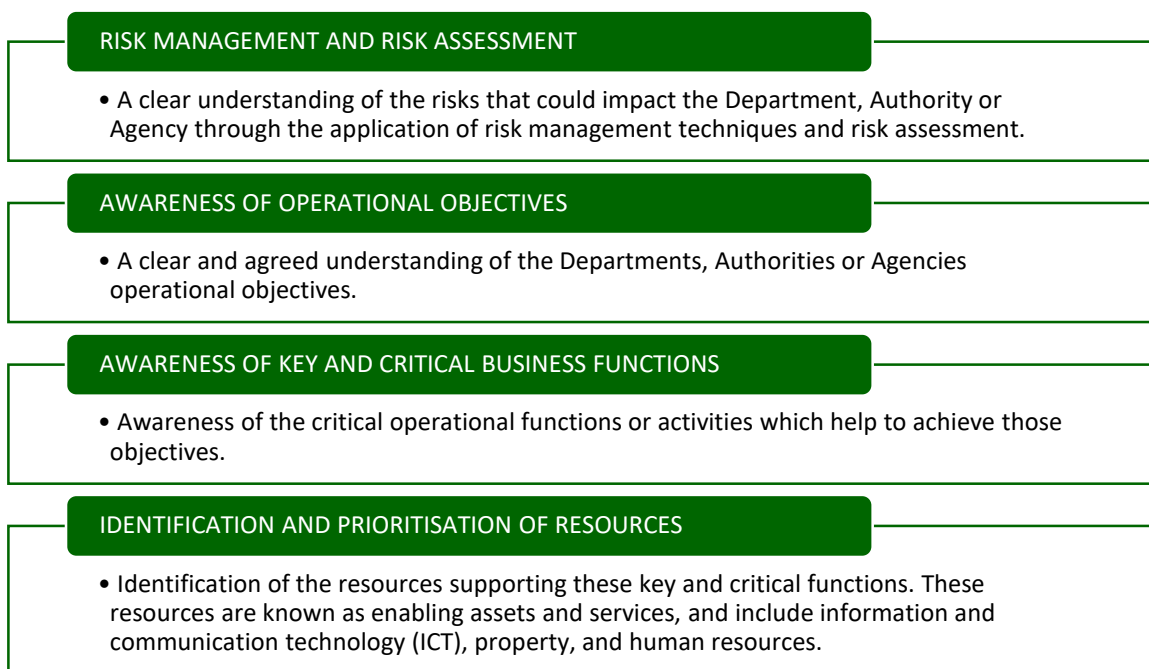 RISK MANAGEMENT AND RISK ASSESSMENT
• A clear understanding of the risks that could impact the Department, Authority or
Agency through the application of risk management techniques and risk assessment.
AWARENESS OF OPERATIONAL OBJECTIVES
• A clear and agreed understanding of the Departments, Authorities or Agencies
operational objectives.
AWARENESS OF KEY AND CRITICAL BUSINESS FUNCTIONS
• Awareness of the critical operational functions or activities which help to achieve those
objectives.
IDENTIFICATION AND PRIORITISATION OF RESOURCES
• Identification of the resources supporting these key and critical functions. These
resources are known as enabling assets and services, and include information and
communication technology (ICT), property, and human resources.